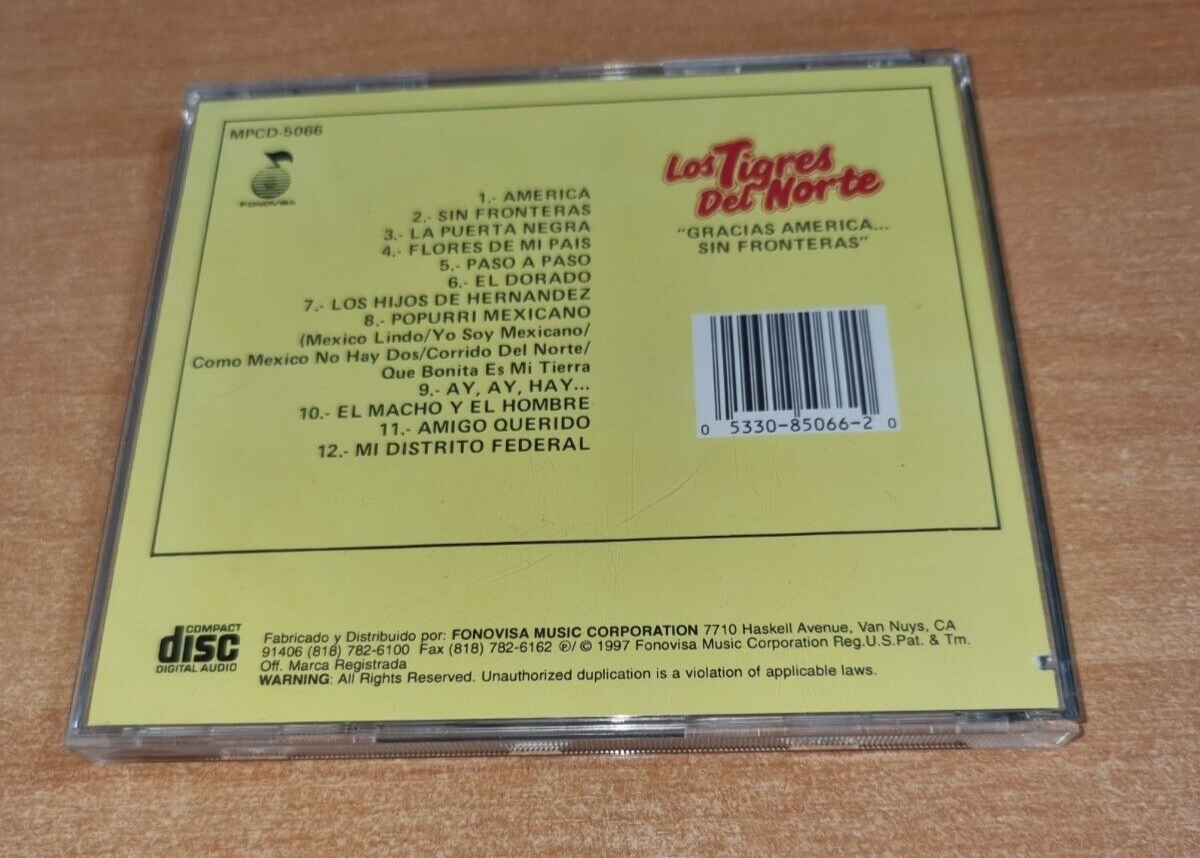 MPCD-5066
FONOVISA
1.- AMERICA
2.- SIN FRONTERAS
3.- LA PUERTA NEGRA
4.- FLORES DE MI PAIS
5.- PASO A PASO
6.- EL DORADO
7.- LOS HIJOS DE HERNANDEZ
8.- POPURRI MEXICANO
(Mexico Lindo/Yo Soy Mexicano/
Como Mexico No Hay Dos/Corrido Del Norte/
Que Bonita Es Mi Tierra
9.- AY, AY, HAY...
10.- EL MACHO Y EL HOMBRE
11.- AMIGO QUERIDO
12.- MI DISTRITO FEDERAL
Los Tigres
Del Norte
"GRACIAS AMERICA...
SIN FRONTERAS"
0 5330-85066-2 0
COMPACT
disc
DIGITAL AUDIO
Fabricado y Distribuido por: FONOVISA MUSIC CORPORATION 7710 Haskell Avenue, Van Nuys, CA
91406 (818) 782-6100 Fax (818) 782-6162 ℗/ © 1997 Fonovisa Music Corporation Reg.U.S.Pat. & Tm.
Off. Marca Registrada
WARNING: All Rights Reserved. Unauthorized duplication is a violation of applicable laws.